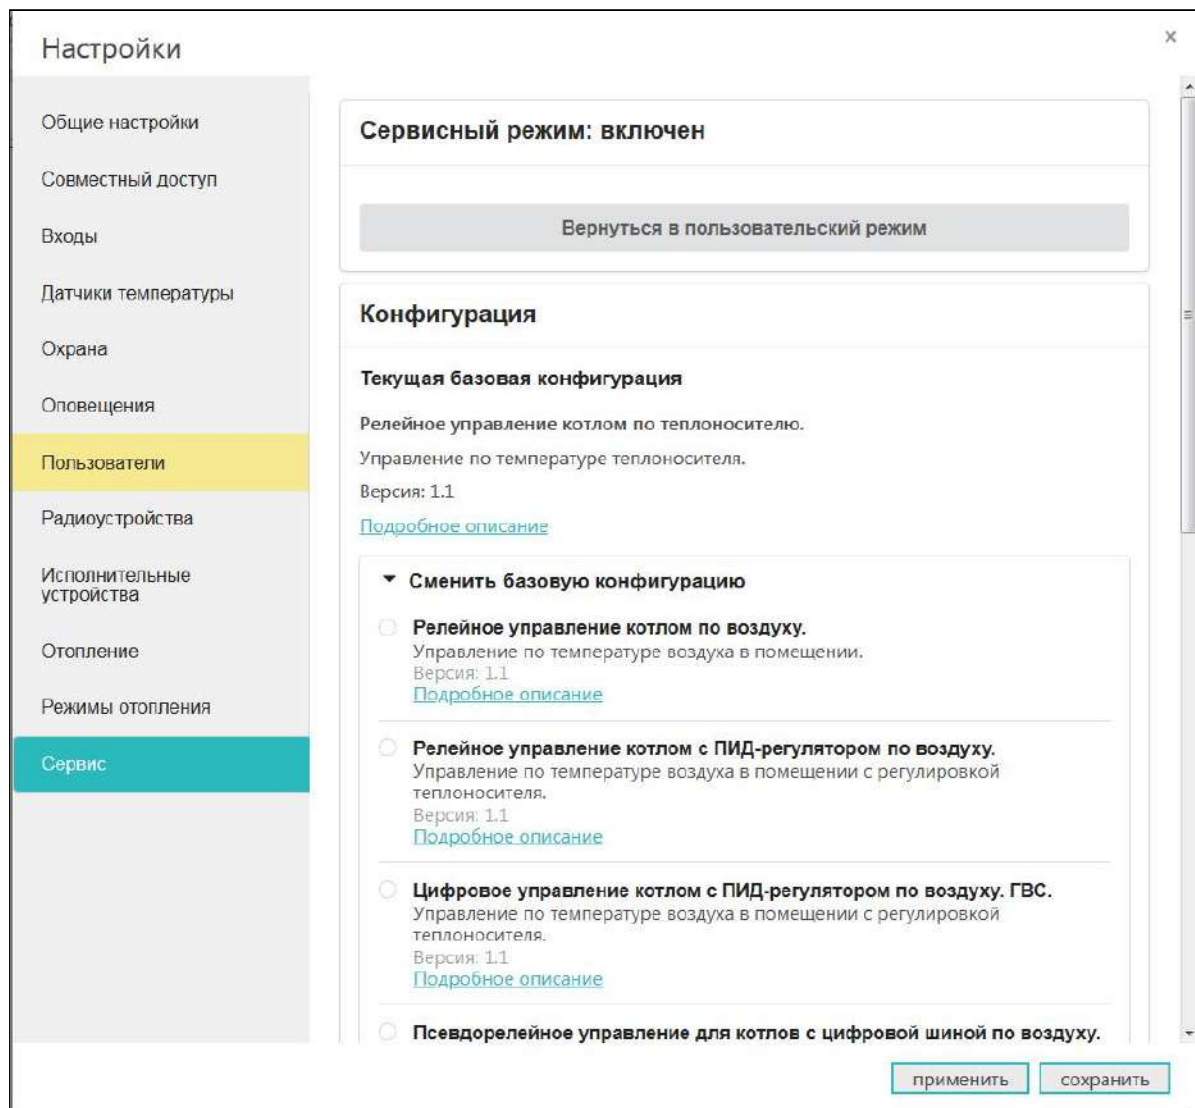 Настройки
×
Общие настройки
Совместный доступ
Входы
Датчики температуры
Охрана
Оповещения
Пользователи
Радиоустройства
Исполнительные
устройства
Отопление
Режимы отопления
Сервис
Сервисный режим: включен
Вернуться в пользовательский режим
Конфигурация
Текущая базовая конфигурация
Релейное управление котлом по теплоносителю.
Управление по температуре теплоносителя.
Версия: 1.1
Подробное описание
Сменить базовую конфигурацию
Релейное управление котлом по воздуху.
Управление по температуре воздуха в помещении.
Версия: 1.1
Подробное описание
Релейное управление котлом с ПИД-регулятором по воздуху.
Управление по температуре воздуха в помещении с регулировкой
теплоносителя.
Версия: 1.1
Подробное описание
Цифровое управление котлом с ПИД-регулятором по воздуху. ГВС.
Управление по температуре воздуха в помещении с регулировкой
теплоносителя.
Версия: 1.1
Подробное описание
Псевдорелейное управление для котлов с цифровой шиной по воздуху.
применить
сохранить